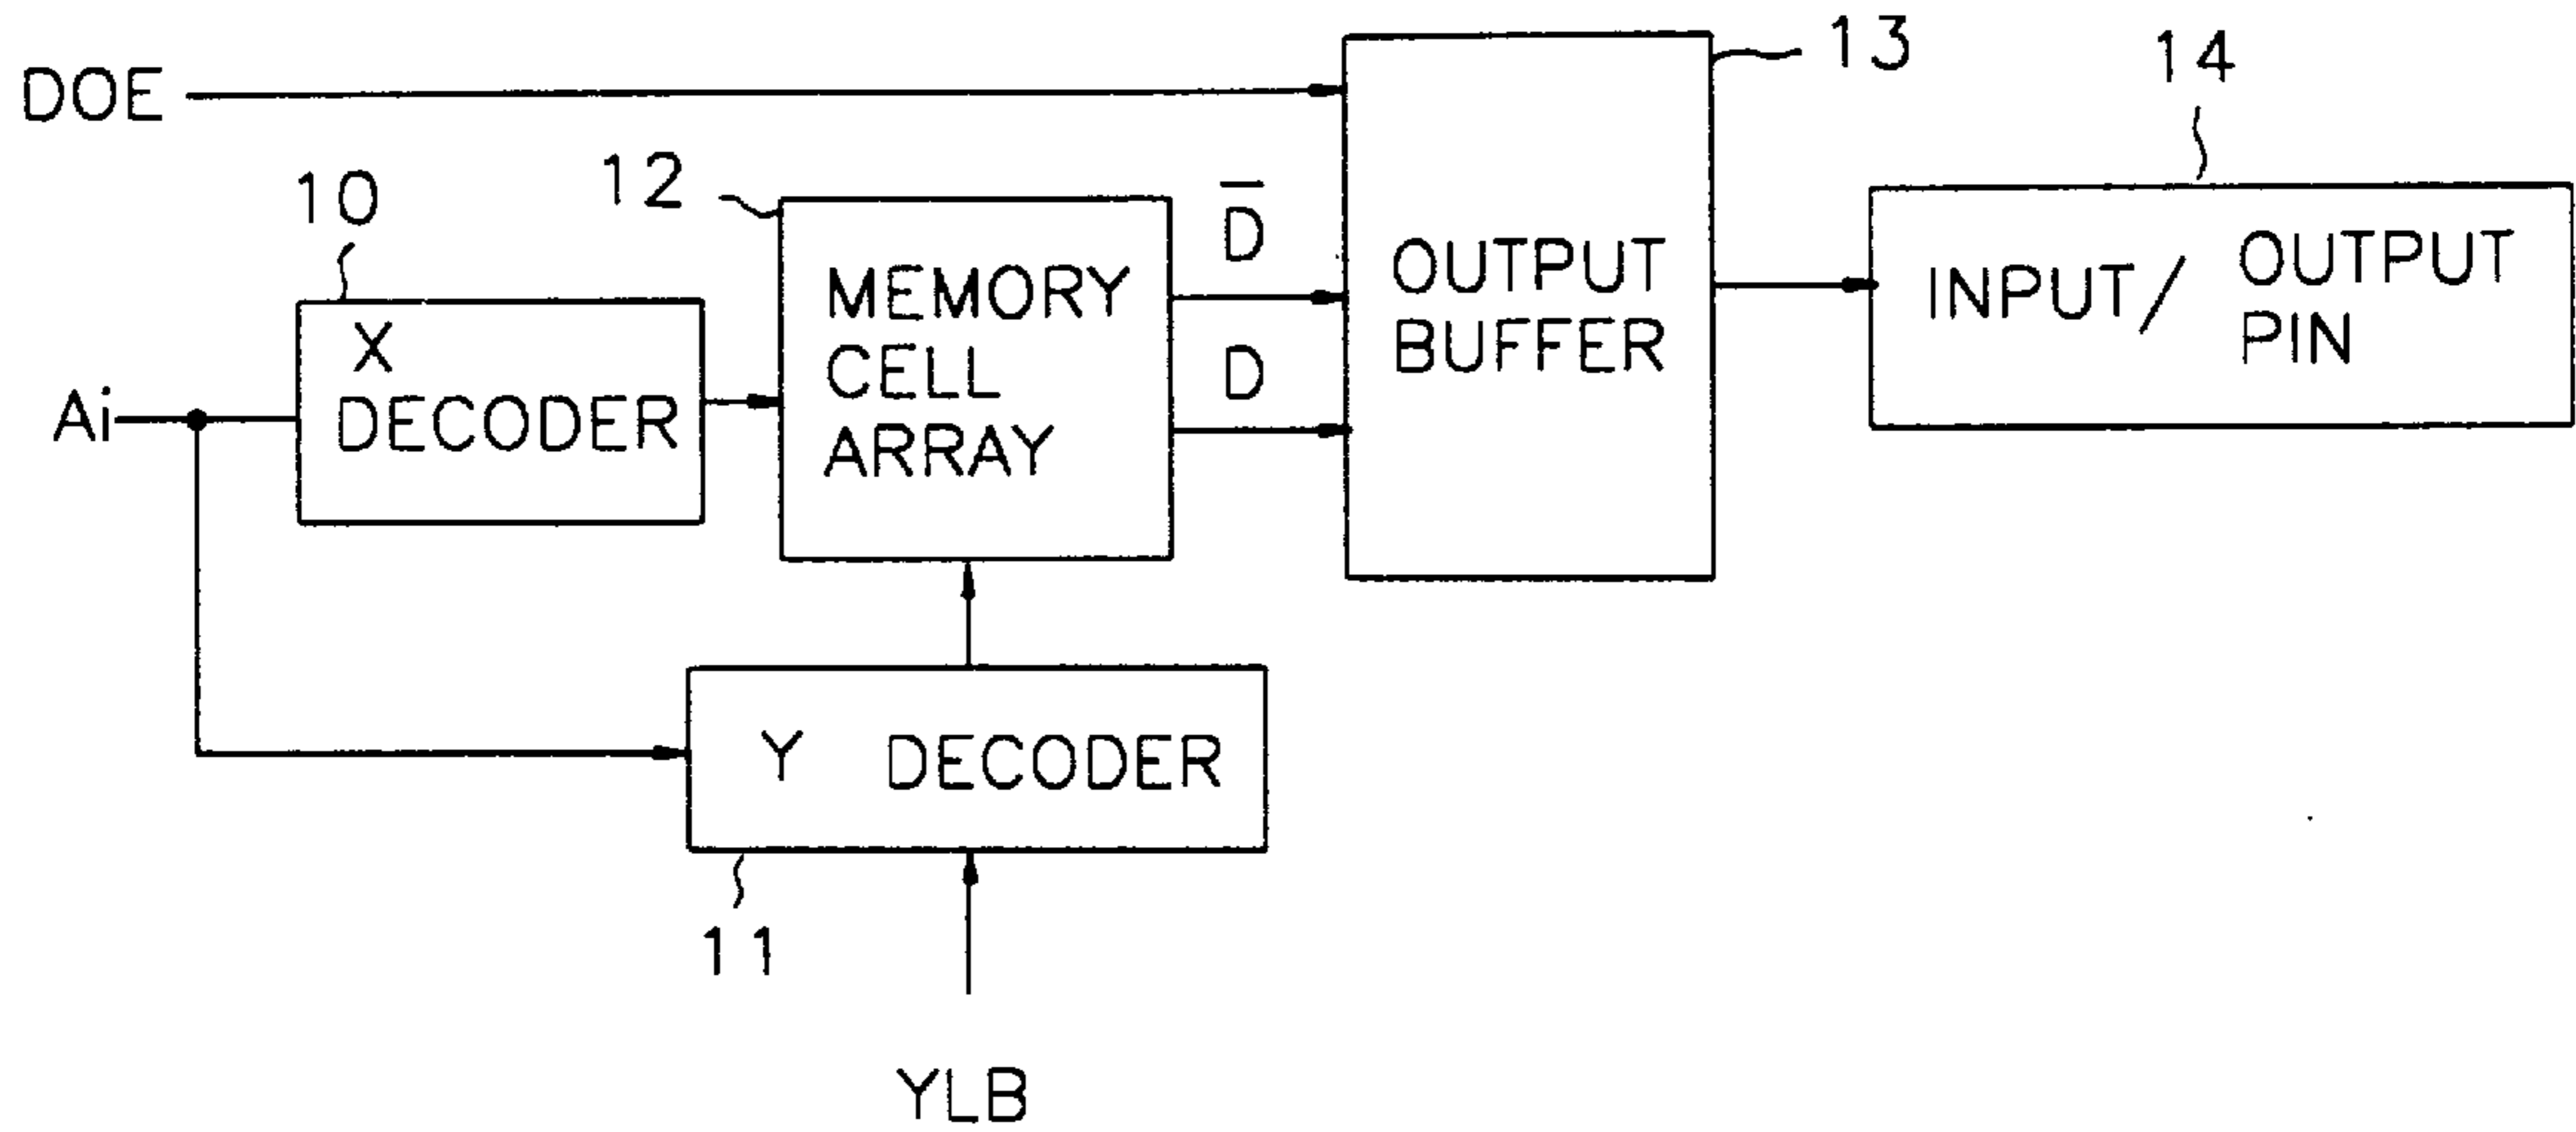 DOE
13
14
10
12
D̅
X
DECODER
MEMORY
CELL
ARRAY
D
OUTPUT
BUFFER
INPUT/ OUTPUT
PIN
Ai
Y DECODER
11
YLB